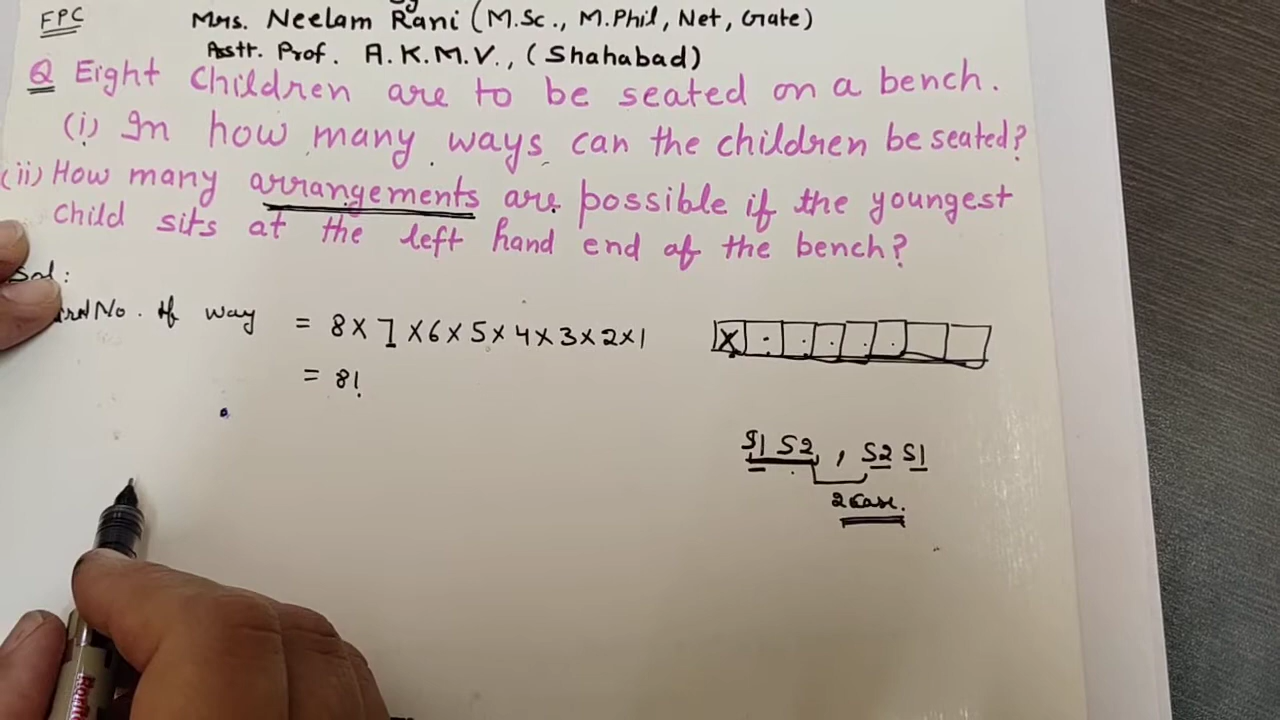 FPC
Mrs. Neelam Rani (M.Sc., M.Phil, Net, Gate)
Asstt. Prof. A.K.M.V., (Shahabad)
Q Eight Children are to be seated on a bench.
(i) In how many ways can the children be seated?
(ii) How many arrangements are possible if the youngest
Child sits at the left hand end of the bench?
Sol:
No. of way = 8×7×6×5×4×3×2×1
= 8!
X
S1 S2, S2 S1
2 Case.